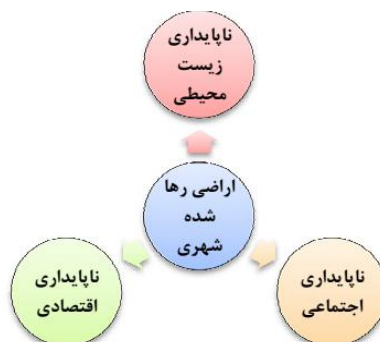 ناپایداری
زیست
محیطی
اراضی رها
شده
شهری
ناپایداری
اجتماعی
ناپایداری
اقتصادی